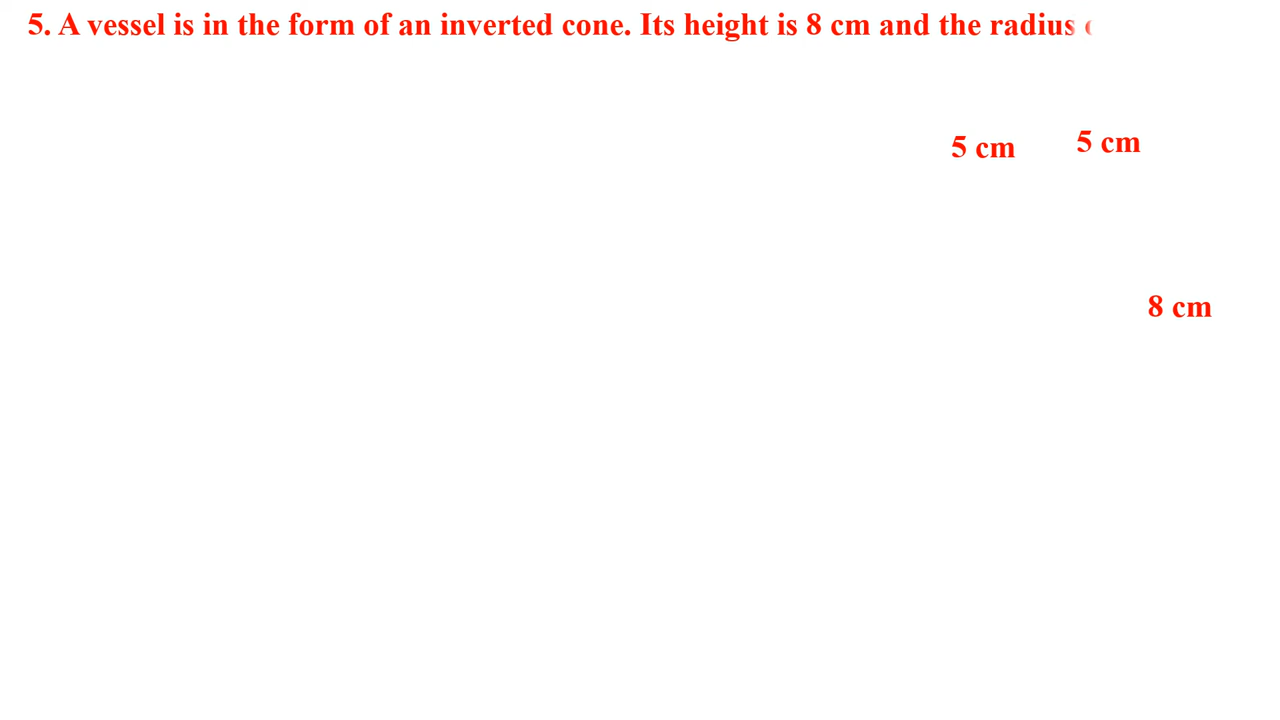 5. A vessel is in the form of an inverted cone. Its height is 8 cm and the radius
5 cm
5 cm
8 cm